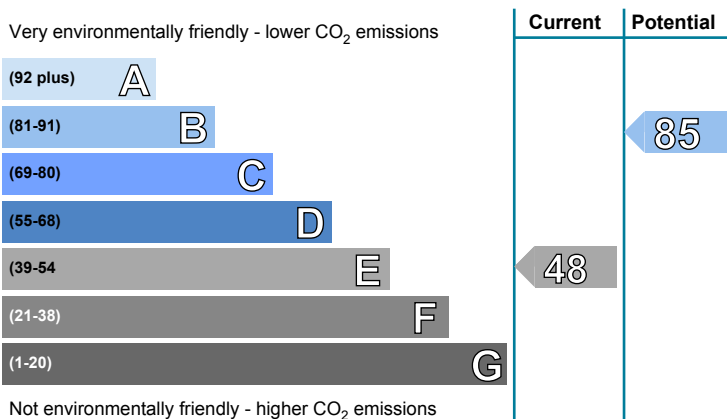 Current Potential
Very environmentally friendly - lower CO2 emissions
(92 plus) A
(81-91) B 85
(69-80) C
(55-68) D
(39-54 E 48
(21-38) F
(1-20) G
Not environmentally friendly - higher CO2 emissions